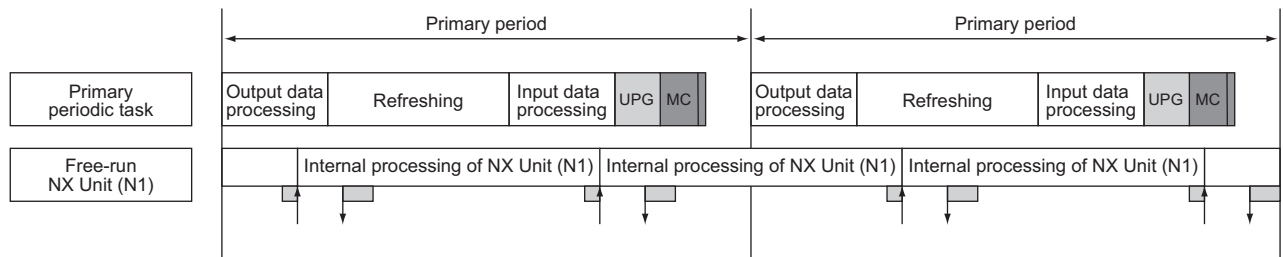 Primary period
Primary period
Primary
periodic task
Output data
processing
Refreshing
Input data
processing
UPG
MC
Output data
processing
Refreshing
Input data
processing
UPG
MC
Free-run
NX Unit (N1)
Internal processing of NX Unit (N1)
Internal processing of NX Unit (N1)
Internal processing of NX Unit (N1)